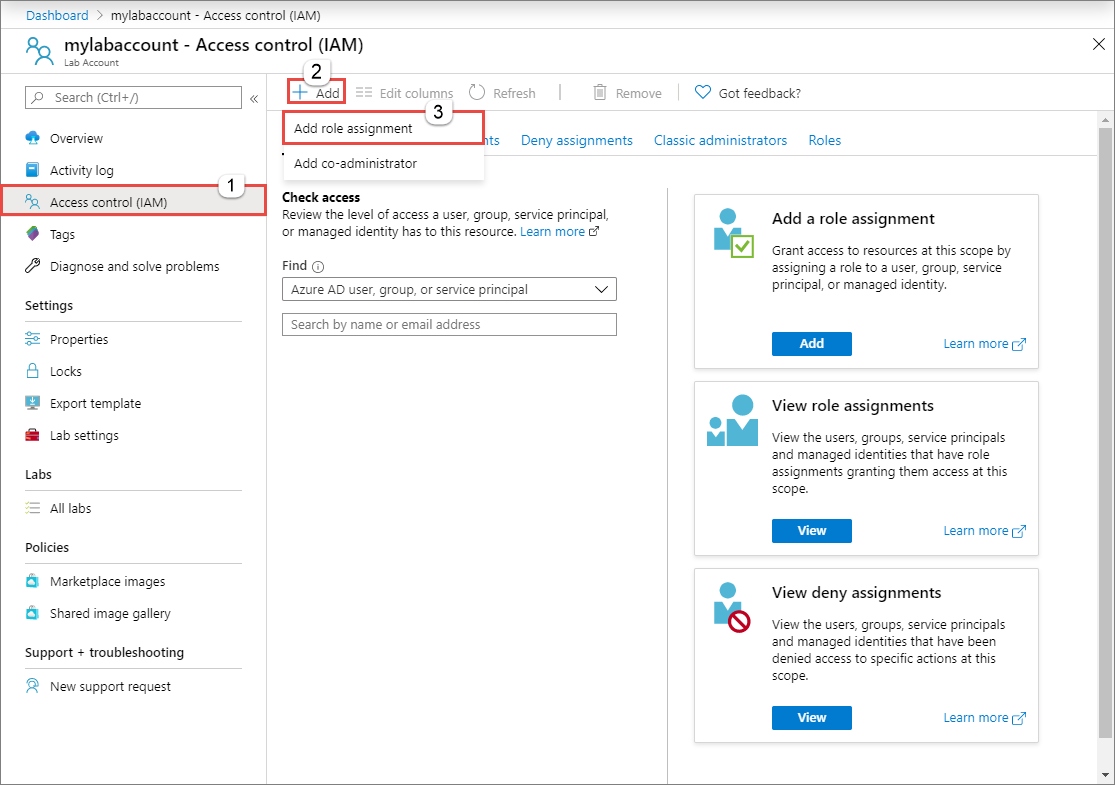 Dashboard > mylabaccount - Access control (IAM)
mylabaccount - Access control (IAM)
Lab Account
Search (Ctrl+/)
«
Overview
Activity log
1
Access control (IAM)
Tags
Diagnose and solve problems
Settings
Properties
Locks
Export template
Lab settings
Labs
All labs
Policies
Marketplace images
Shared image gallery
Support + troubleshooting
New support request
2
Add
Edit columns
Refresh
Remove
Got feedback?
3
Add role assignment
Add co-administrator
nts
Deny assignments
Classic administrators
Roles
Check access
Review the level of access a user, group, service principal,
or managed identity has to this resource. Learn more
Find
Azure AD user, group, or service principal
Search by name or email address
Add a role assignment
Grant access to resources at this scope by
assigning a role to a user, group, service
principal, or managed identity.
Add
Learn more
View role assignments
View the users, groups, service principals
and managed identities that have role
assignments granting them access at this
scope.
View
Learn more
View deny assignments
View the users, groups, service principals
and managed identities that have been
denied access to specific actions at this
scope.
View
Learn more